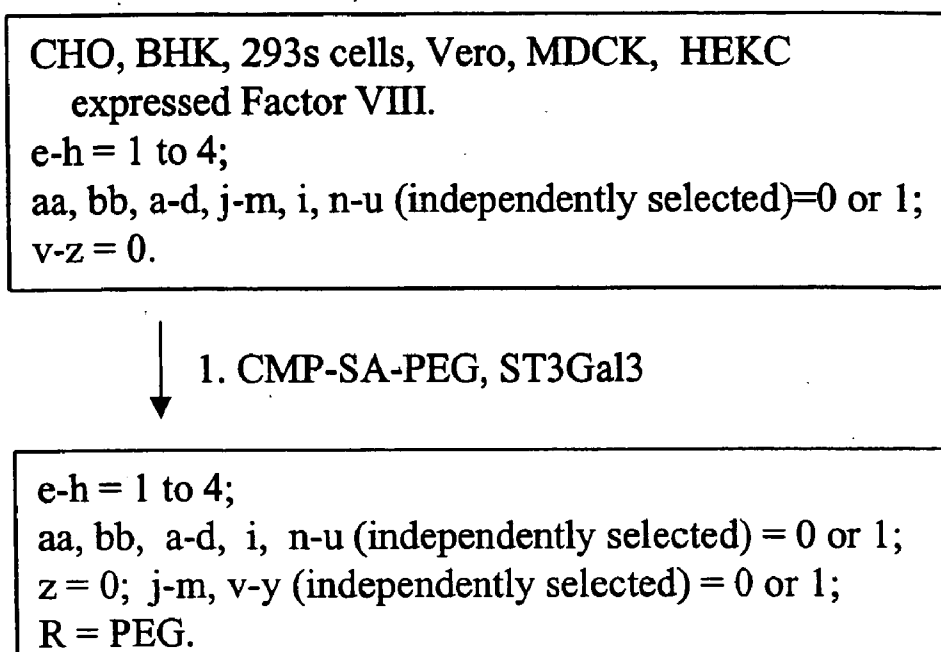 CHO, BHK, 293s cells, Vero, MDCK, HEKC
expressed Factor VIII.
e-h = 1 to 4;
aa, bb, a-d, j-m, i, n-u (independently selected)=0 or 1;
v-z = 0.
1. CMP-SA-PEG, ST3Gal3
e-h = 1 to 4;
aa, bb, a-d, i, n-u (independently selected) = 0 or 1;
z = 0; j-m, v-y (independently selected) = 0 or 1;
R = PEG.